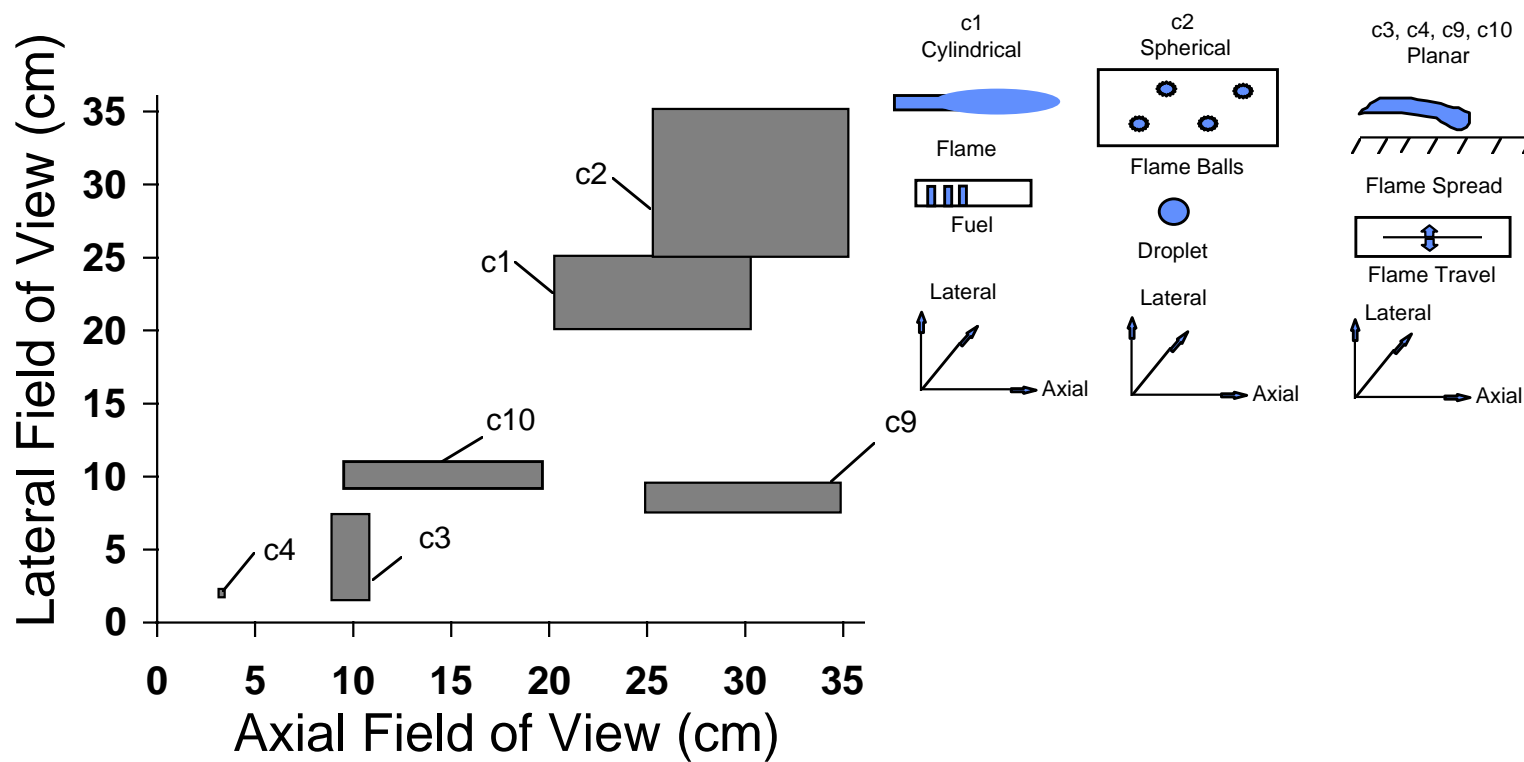 Lateral Field of View (cm)
35
30
25
20
15
10
5
0
0 5 10 15 20 25 30 35
Axial Field of View (cm)
c2
c1
c10
c9
c4
c3
c1
Cylindrical
Flame
Fuel
Lateral
Axial
c2
Spherical
Flame Balls
Droplet
Lateral
Axial
c3, c4, c9, c10
Planar
Flame Spread
Flame Travel
Lateral
Axial